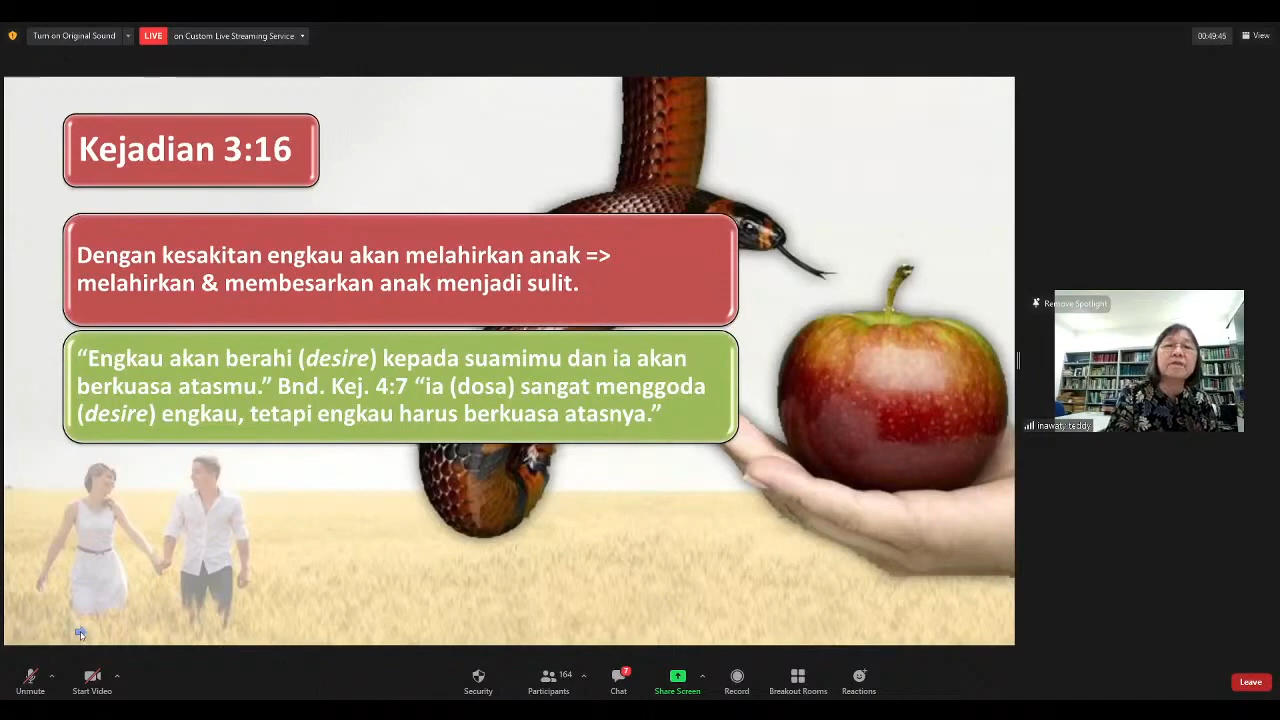 Turn on Original Sound
LIVE
on Custom Live Streaming Service
00:49:45
View
Kejadian 3:16
Dengan kesakitan engkau akan melahirkan anak =>
melahirkan & membesarkan anak menjadi sulit.
“Engkau akan berahi (desire) kepada suamimu dan ia akan
berkuasa atasmu.” Bnd. Kej. 4:7 “ia (dosa) sangat menggoda
(desire) engkau, tetapi engkau harus berkuasa atasnya.”
Remove Spotlight
inawaty teddy
Unmute
Start Video
Security
Participants
164
Chat
7
Share Screen
Record
Breakout Rooms
Reactions
Leave